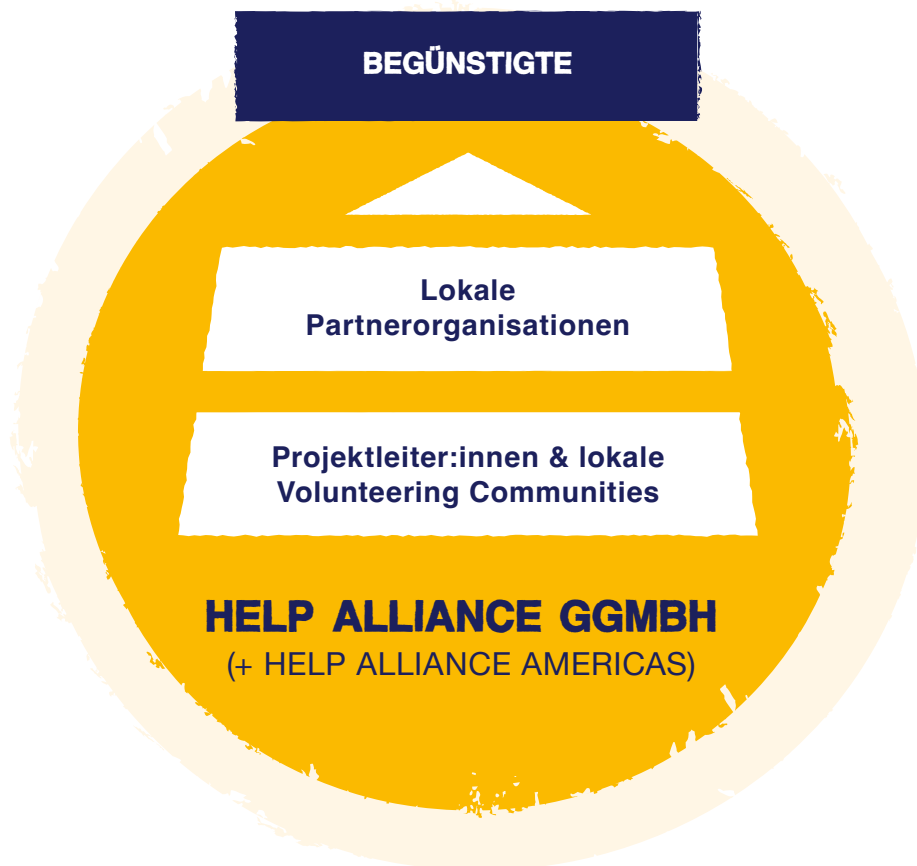 BEGÜNSTIGTE
Lokale
Partnerorganisationen
Projektleiter:innen & lokale
Volunteering Communities
HELP ALLIANCE GGMBH
(+ HELP ALLIANCE AMERICAS)